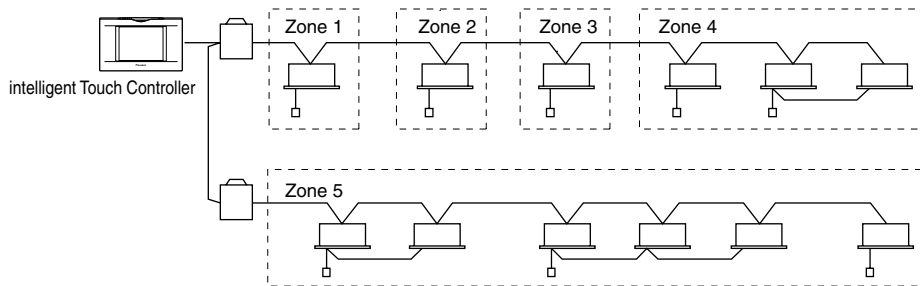 Zone 1
Zone 2
Zone 3
Zone 4
intelligent Touch Controller
Zone 5